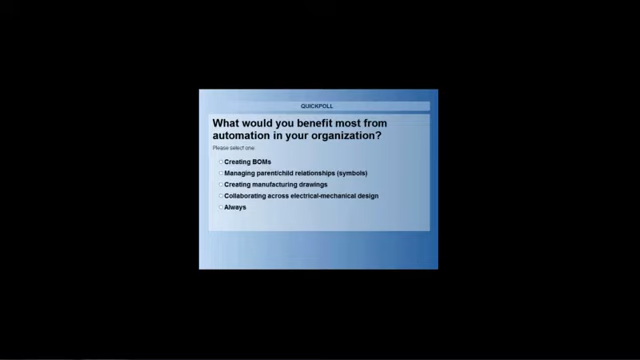 QUICKPOLL
What would you benefit most from
automation in your organization?
Please select one:
Creating BOMs
Managing parent/child relationships (symbols)
Creating manufacturing drawings
Collaborating across electrical-mechanical design
Always